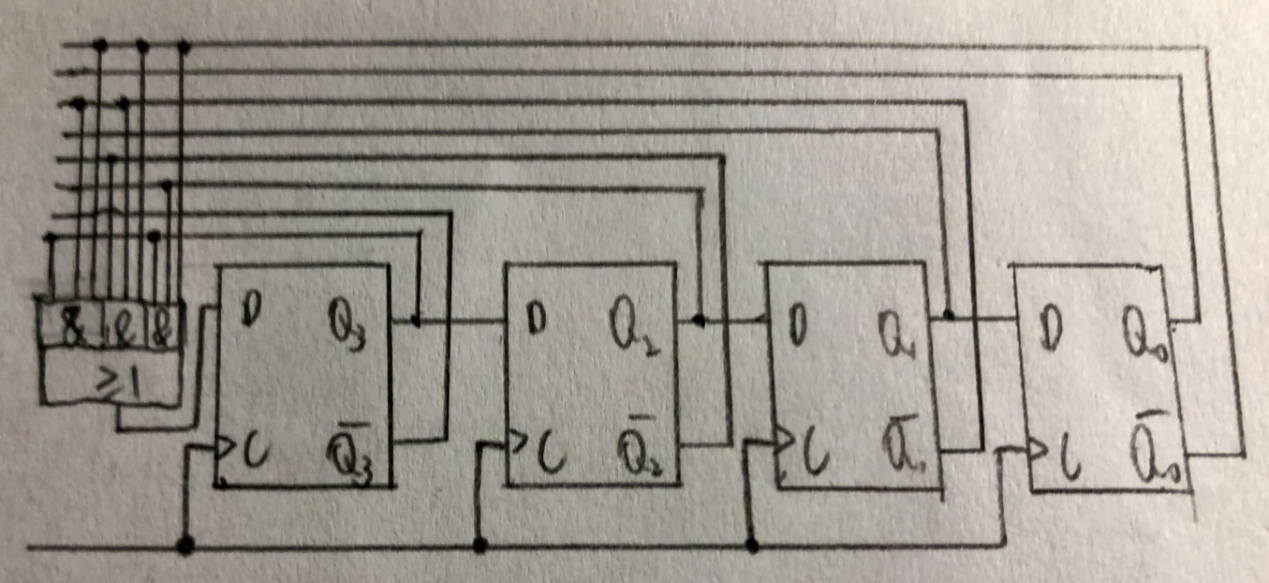 & & &
≥1
D Q₃
C Q̄₃
D Q₂
C Q̄₂
D Q₁
C Q̄₁
D Q₀
C Q̄₀